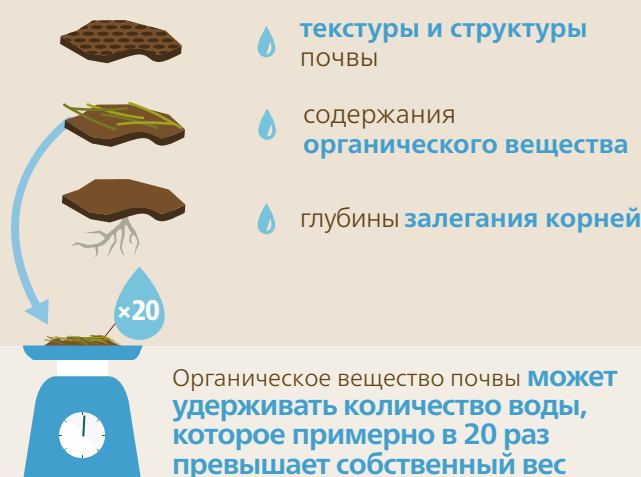 текстуры и структуры
почвы
содержания
органического вещества
глубины залегания корней
×20
Органическое вещество почвы может
удерживать количество воды,
которое примерно в 20 раз
превышает собственный вес